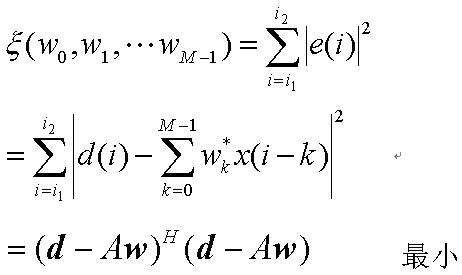 ξ(w₀,w₁,⋯w_{M−1}) = ∑_{i=i₁}^{i₂} |e(i)|²
= ∑_{i=i₁}^{i₂} |d(i) − ∑_{k=0}^{M−1} w_k^* x(i−k)|²
= (d − Aw)^H (d − Aw) 最小